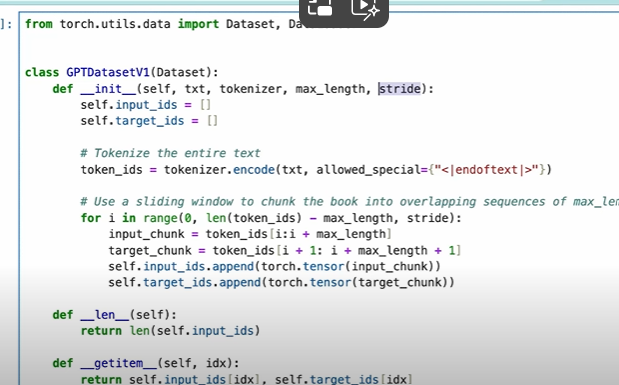 ]: from torch.utils.data import Dataset,
class GPTDatasetV1(Dataset):
def __init__(self, txt, tokenizer, max_length, stride):
self.input_ids = []
self.target_ids = []
# Tokenize the entire text
token_ids = tokenizer.encode(txt, allowed_special={"<|endoftext|>"})
# Use a sliding window to chunk the book into overlapping sequences of
for i in range(0, len(token_ids) - max_length, stride):
input_chunk = token_ids[i:i + max_length]
target_chunk = token_ids[i + 1: i + max_length + 1]
self.input_ids.append(torch.tensor(input_chunk))
self.target_ids.append(torch.tensor(target_chunk))
def __len__(self):
return len(self.input_ids)
def __getitem__(self, idx):
return self.input_ids[idx], self.target_ids[idx]